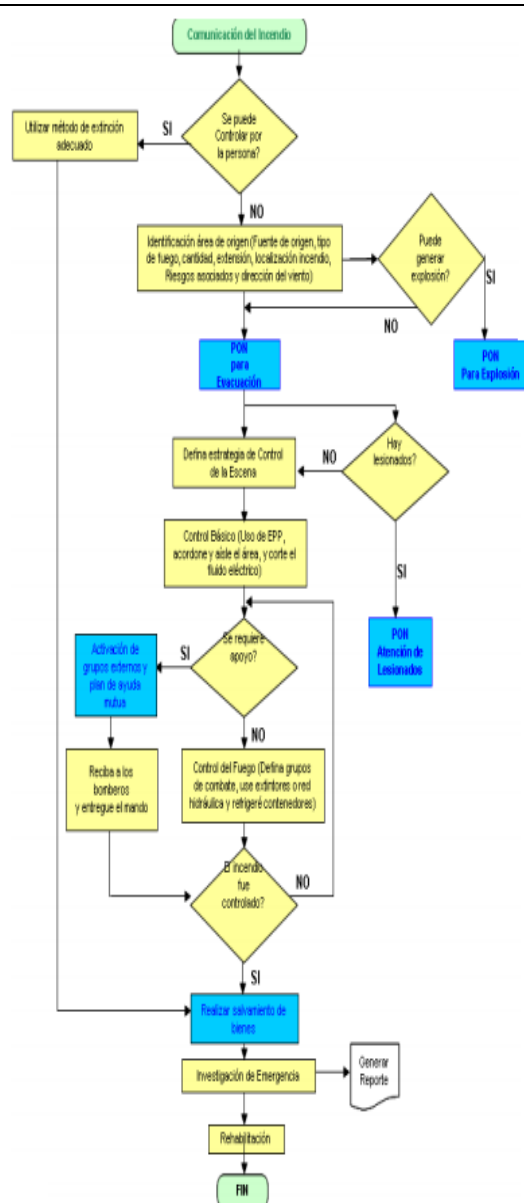 Comunicación del Incendio
Se puede
Controlar por
la persona?
SI
Utilizar método de extinción
adecuado
NO
Identificación área de origen (Fuente de origen, tipo
de fuego, cantidad, extensión, localización incendio,
Riesgos asociados y dirección del viento)
Puede
generar
explosión?
SI
NO
PON
para
Evacuación
PON
Para Explosión
Hay
lesionados?
NO
Defina estrategia de Control
de la Escena
Control Básico (Uso de EPP,
acordone y aisle el área, y corte el
fluido eléctrico)
SI
PON
Atención de
Lesionados
Se requiere
apoyo?
SI
Activación de
grupos externos y
plan de ayuda
mutua
NO
Reciba a los
bomberos
y entregue el mando
Control del Fuego (Defina grupos
de combate, use extintores o red
hidráulica y refrigeré contenedores)
El incendio
fue
controlado?
NO
SI
Realizar salvamento de
bienes
Investigación de Emergencia
Generar
Reporte
Rehabilitación
FIN